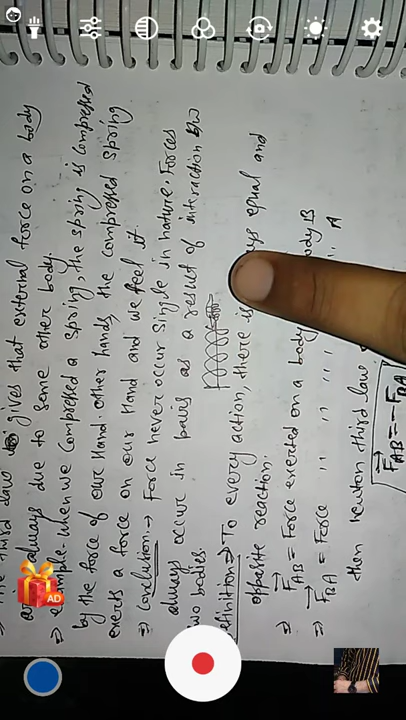 third law gives that external force on a body
always due to some other body.
⇒ Example- when we compressed a spring, the spring is compressed
by the force of our Hand. other hands, the compressed spring
exerts a force on our Hand and we feel it.
⇒ Conclusion → Force never occur single in nature. Forces
always occur in pairs as a result of interaction b/w
two bodies.
Definition → To every action, there is equal and
opposite reaction
⇒ F⃗AB = Force exerted on a body B
⇒ F⃗BA = Force " " " " " A
then newton third law
F⃗AB = -F⃗BA
AD